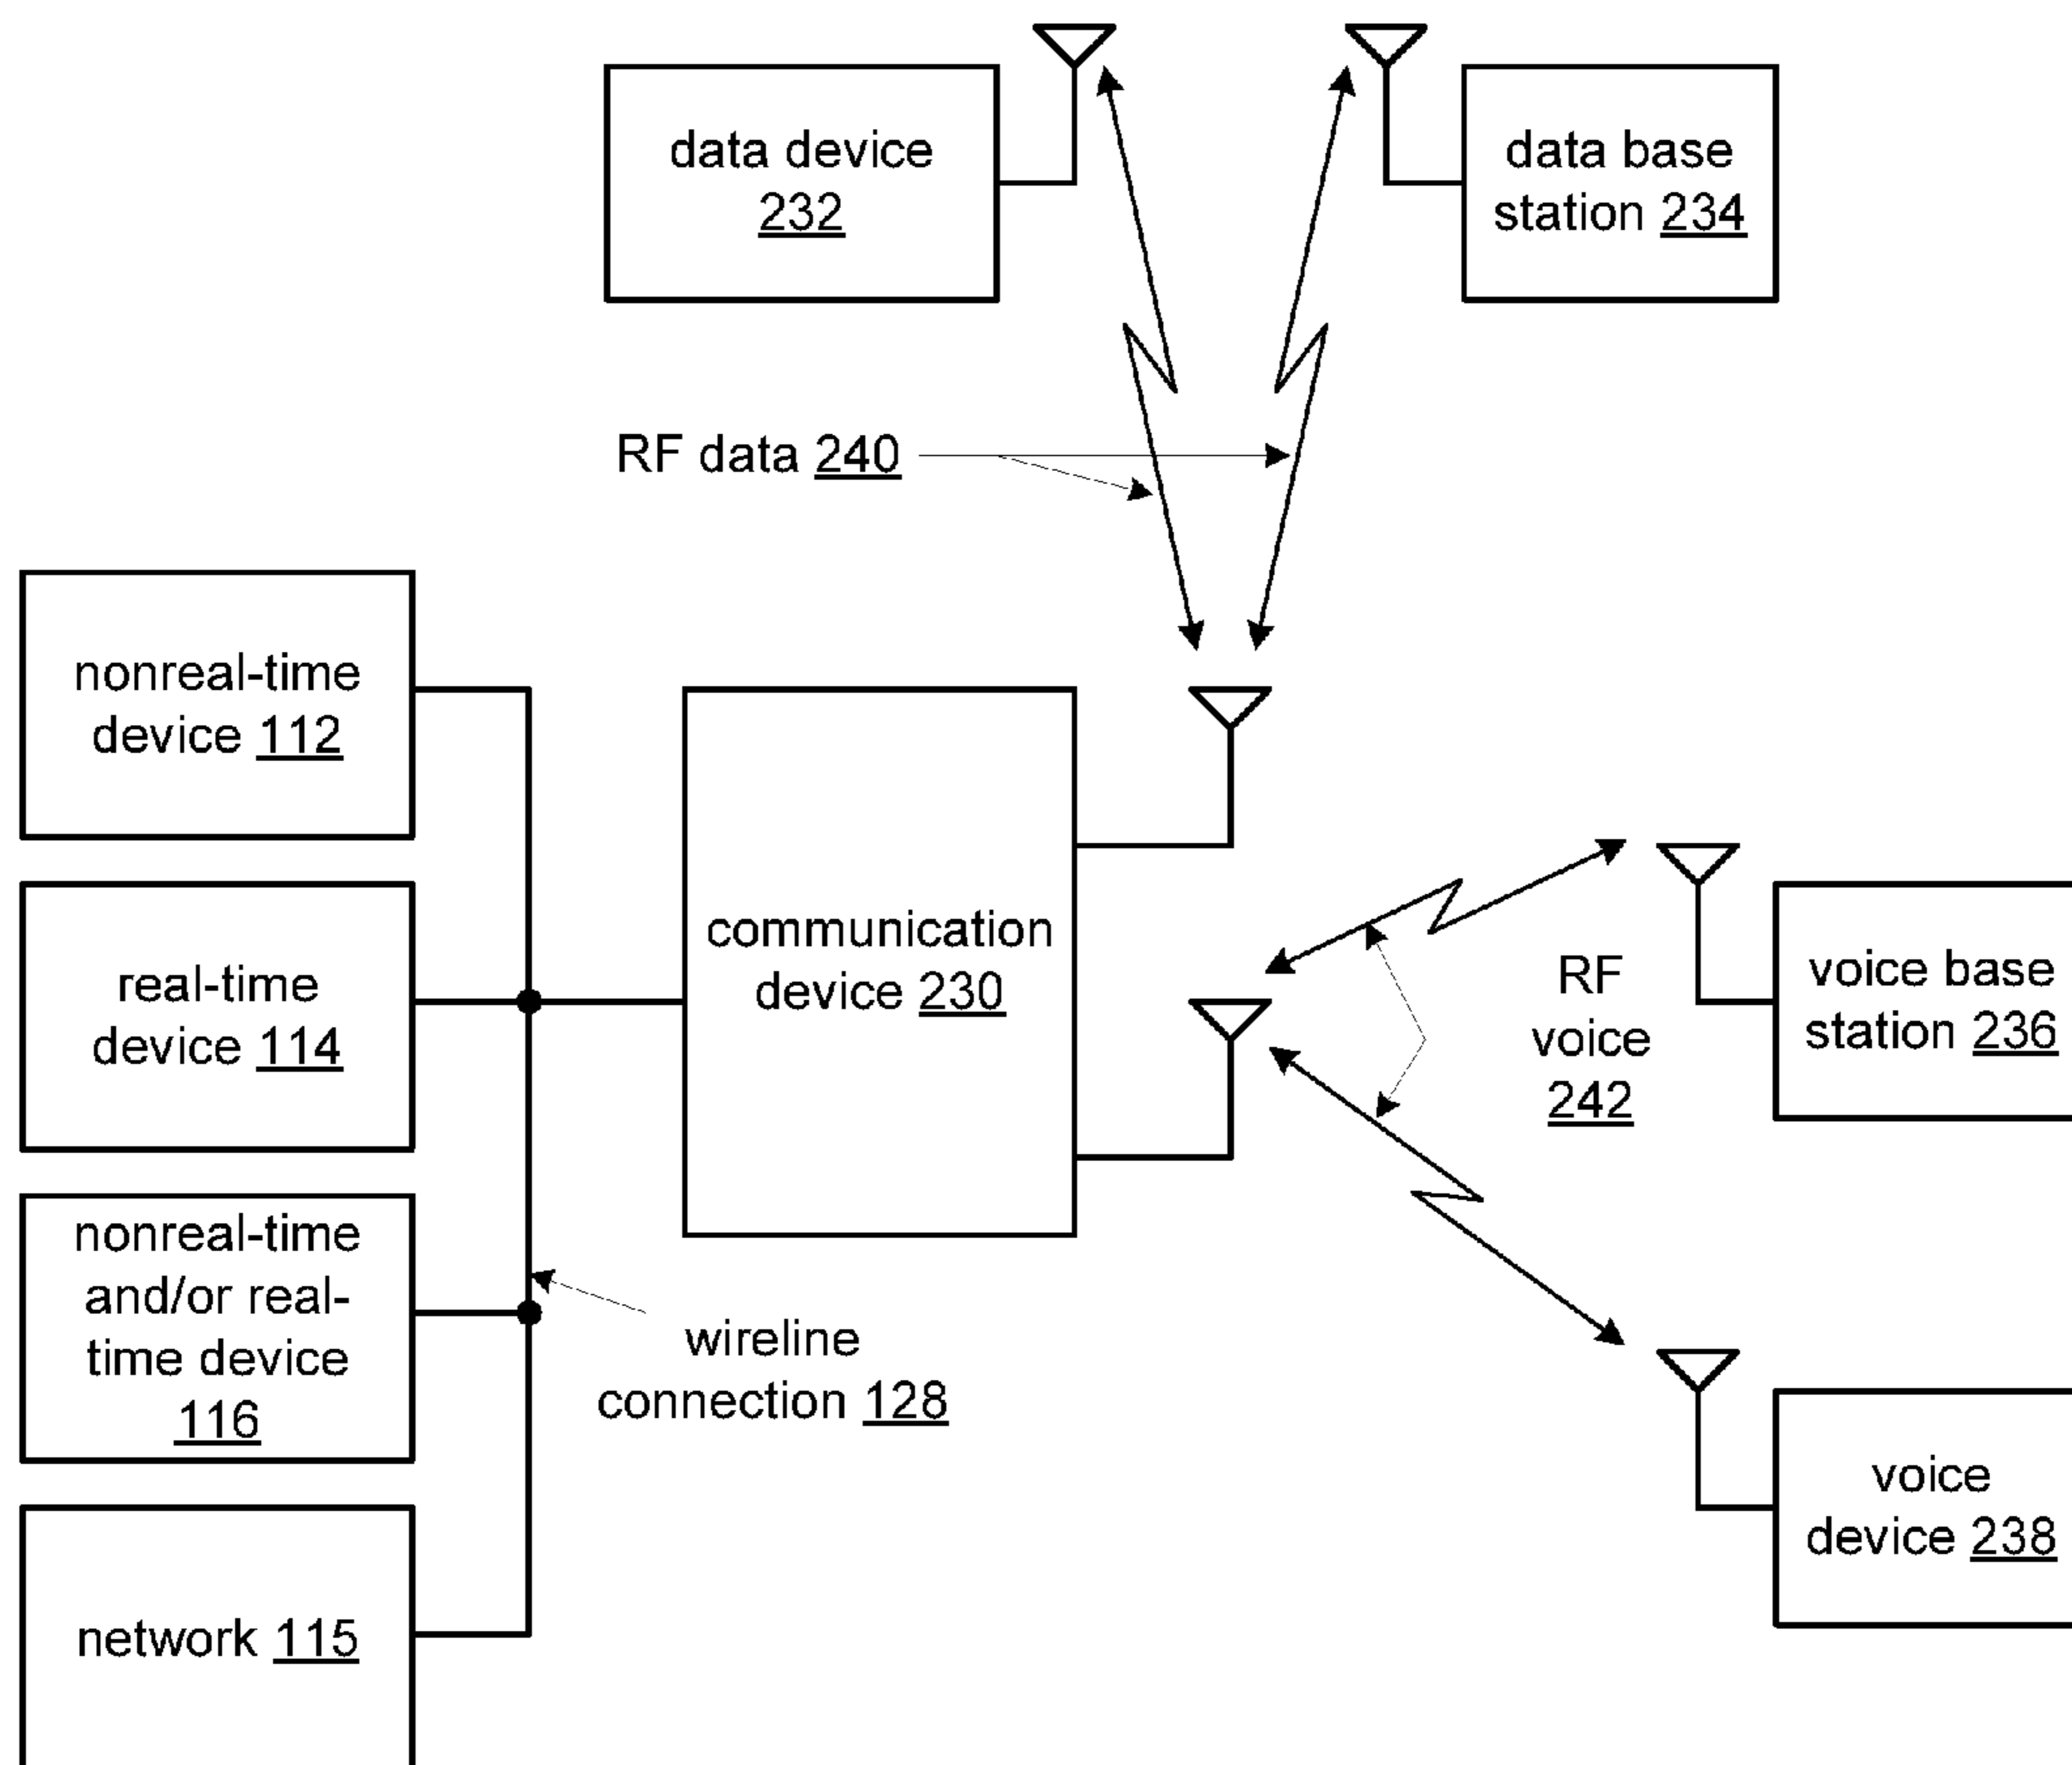 data device
232
data base
station 234
RF data 240
nonreal-time
device 112
real-time
device 114
nonreal-time
and/or real-
time device
116
network 115
communication
device 230
wireline
connection 128
RF
voice
242
voice base
station 236
voice
device 238